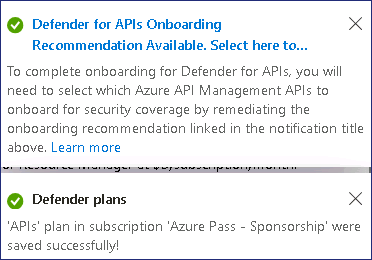 Defender for APIs Onboarding
Recommendation Available. Select here to...
To complete onboarding for Defender for APIs, you will
need to select which Azure API Management APIs to
onboard for security coverage by remediating the
onboarding recommendation linked in the notification title
above. Learn more
Defender plans
'APIs' plan in subscription 'Azure Pass - Sponsorship' were
saved successfully!